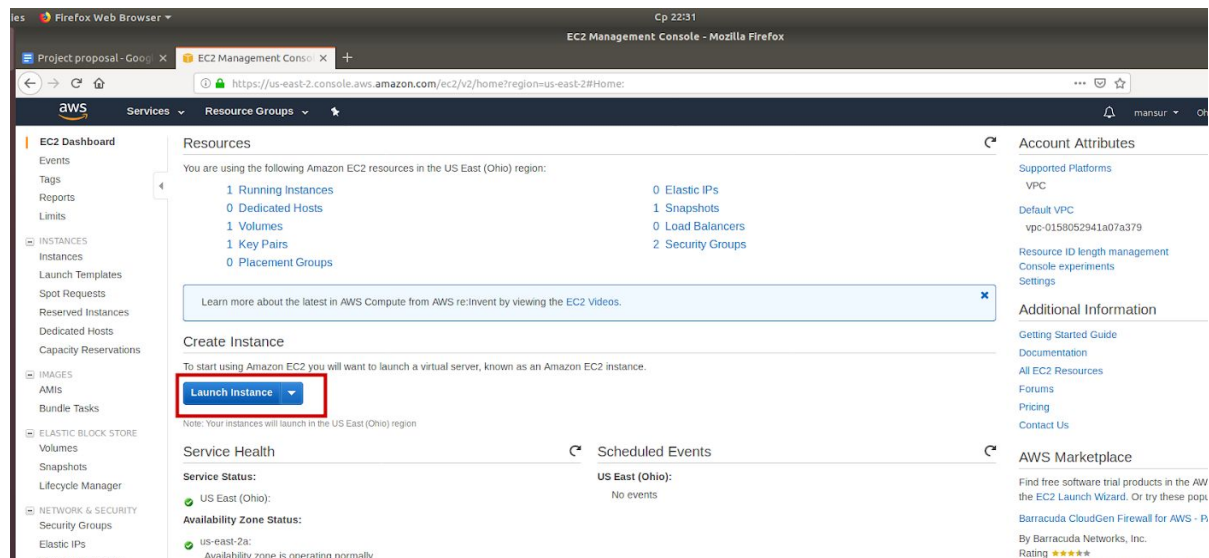 ies Firefox Web Browser
Ср 22:31
EC2 Management Console - Mozilla Firefox
Project proposal - Goog
EC2 Management Consol
https://us-east-2.console.aws.amazon.com/ec2/v2/home?region=us-east-2#Home:
aws Services Resource Groups mansur Oh
EC2 Dashboard
Events
Tags
Reports
Limits
INSTANCES
Instances
Launch Templates
Spot Requests
Reserved Instances
Dedicated Hosts
Capacity Reservations
IMAGES
AMIs
Bundle Tasks
ELASTIC BLOCK STORE
Volumes
Snapshots
Lifecycle Manager
NETWORK & SECURITY
Security Groups
Elastic IPs
Resources
You are using the following Amazon EC2 resources in the US East (Ohio) region:
1 Running Instances
0 Dedicated Hosts
1 Volumes
1 Key Pairs
0 Placement Groups
0 Elastic IPs
1 Snapshots
0 Load Balancers
2 Security Groups
Learn more about the latest in AWS Compute from AWS re:Invent by viewing the EC2 Videos.
Create Instance
To start using Amazon EC2 you will want to launch a virtual server, known as an Amazon EC2 instance.
Launch Instance
Note: Your instances will launch in the US East (Ohio) region
Service Health
Service Status:
US East (Ohio):
Availability Zone Status:
us-east-2a:
Availability zone is operating normally
Scheduled Events
US East (Ohio):
No events
Account Attributes
Supported Platforms
VPC
Default VPC
vpc-0158052941a07a379
Resource ID length management
Console experiments
Settings
Additional Information
Getting Started Guide
Documentation
All EC2 Resources
Forums
Pricing
Contact Us
AWS Marketplace
Find free software trial products in the AW
the EC2 Launch Wizard. Or try these popu
Barracuda CloudGen Firewall for AWS - PA
By Barracuda Networks, Inc.
Rating